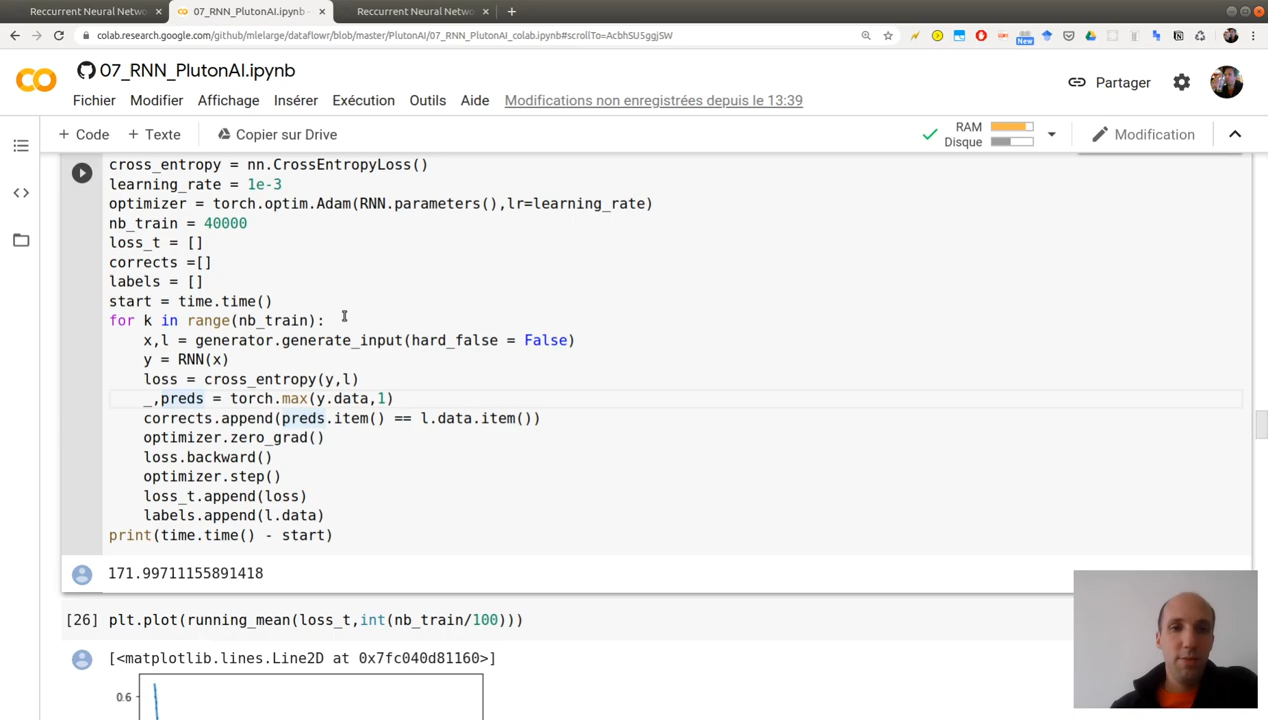 Reccurrent Neural Netwo × 07_RNN_PlutonAI.ipynb - × Reccurrent Neural Netwo × +
colab.research.google.com/github/mlelarge/dataflowr/blob/master/PlutonAI/07_RNN_PlutonAI_colab.ipynb#scrollTo=AcbhSU5ggjSW
New
07_RNN_PlutonAI.ipynb
Partager
Fichier Modifier Affichage Insérer Exécution Outils Aide Modifications non enregistrées depuis le 13:39
+ Code + Texte Copier sur Drive RAM Disque Modification
cross_entropy = nn.CrossEntropyLoss()
learning_rate = 1e-3
optimizer = torch.optim.Adam(RNN.parameters(),lr=learning_rate)
nb_train = 40000
loss_t = []
corrects =[]
labels = []
start = time.time()
for k in range(nb_train):
    x,l = generator.generate_input(hard_false = False)
    y = RNN(x)
    loss = cross_entropy(y,l)
    _,preds = torch.max(y.data,1)
    corrects.append(preds.item() == l.data.item())
    optimizer.zero_grad()
    loss.backward()
    optimizer.step()
    loss_t.append(loss)
    labels.append(l.data)
print(time.time() - start)
171.99711155891418
[26] plt.plot(running_mean(loss_t,int(nb_train/100)))
[<matplotlib.lines.Line2D at 0x7fc040d81160>]
0.6